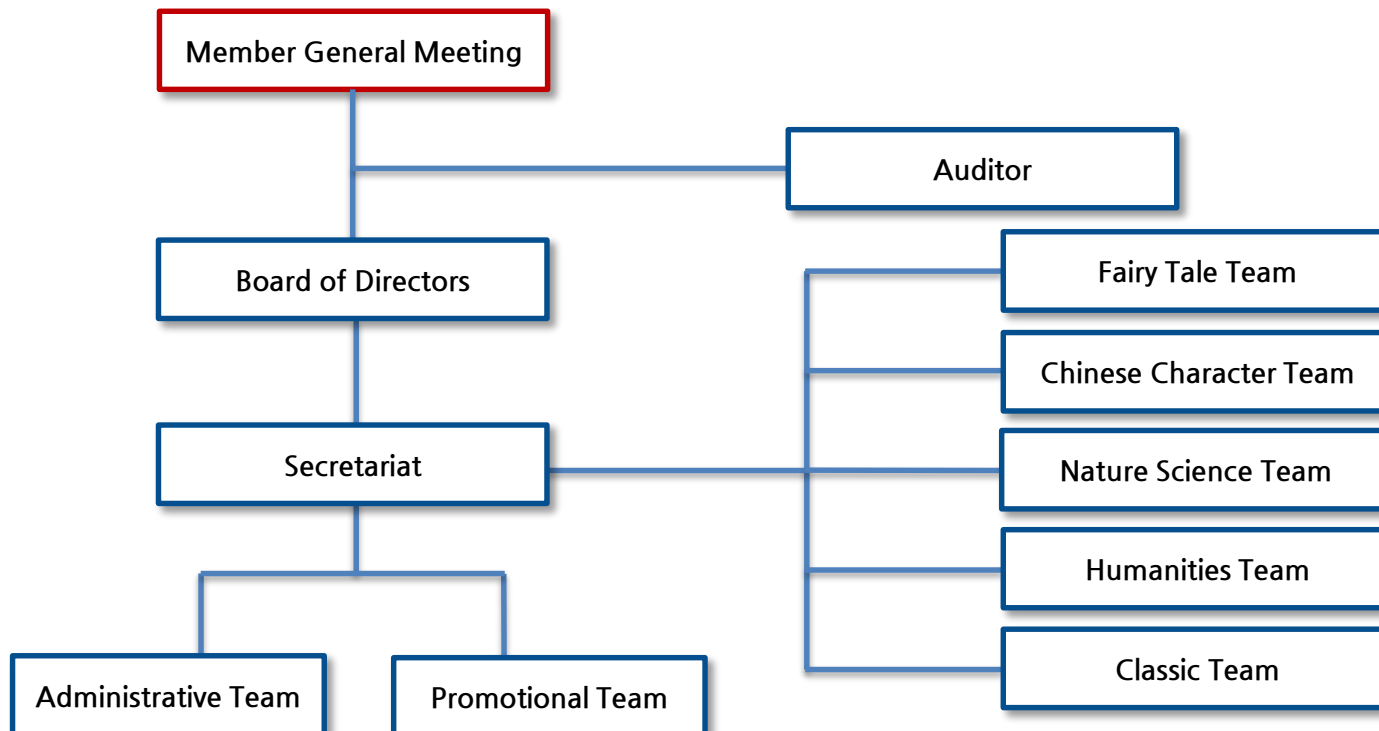 Member General Meeting
Auditor
Board of Directors
Fairy Tale Team
Chinese Character Team
Secretariat
Nature Science Team
Humanities Team
Classic Team
Administrative Team
Promotional Team